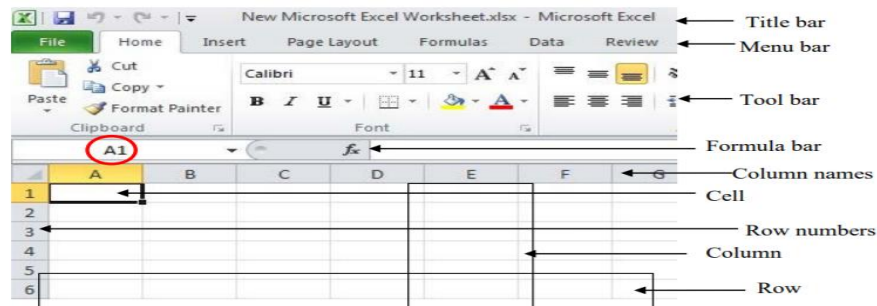 New Microsoft Excel Worksheet.xlsx - Microsoft Excel
Title bar
File Home Insert Page Layout Formulas Data Review
Menu bar
Cut
Copy
Format Painter
Paste
Clipboard
Calibri 11 A A
B I U A
Font
Tool bar
A1 fx
Formula bar
A B C D E F G
Column names
1
Cell
2
3
Row numbers
4
Column
5
6
Row